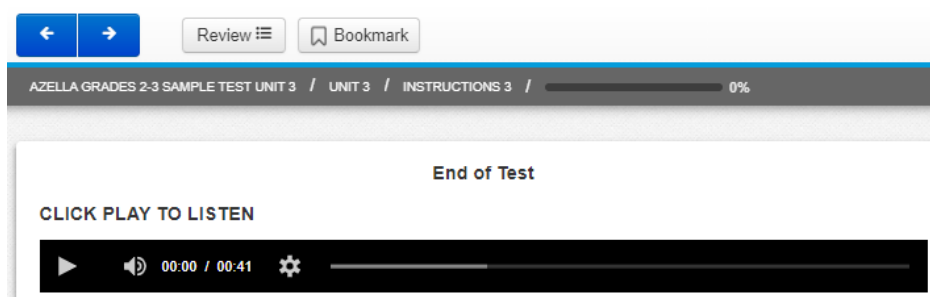 Review Bookmark
AZELLA GRADES 2-3 SAMPLE TEST UNIT 3 / UNIT 3 / INSTRUCTIONS 3 / 0%
End of Test
CLICK PLAY TO LISTEN
00:00 / 00:41